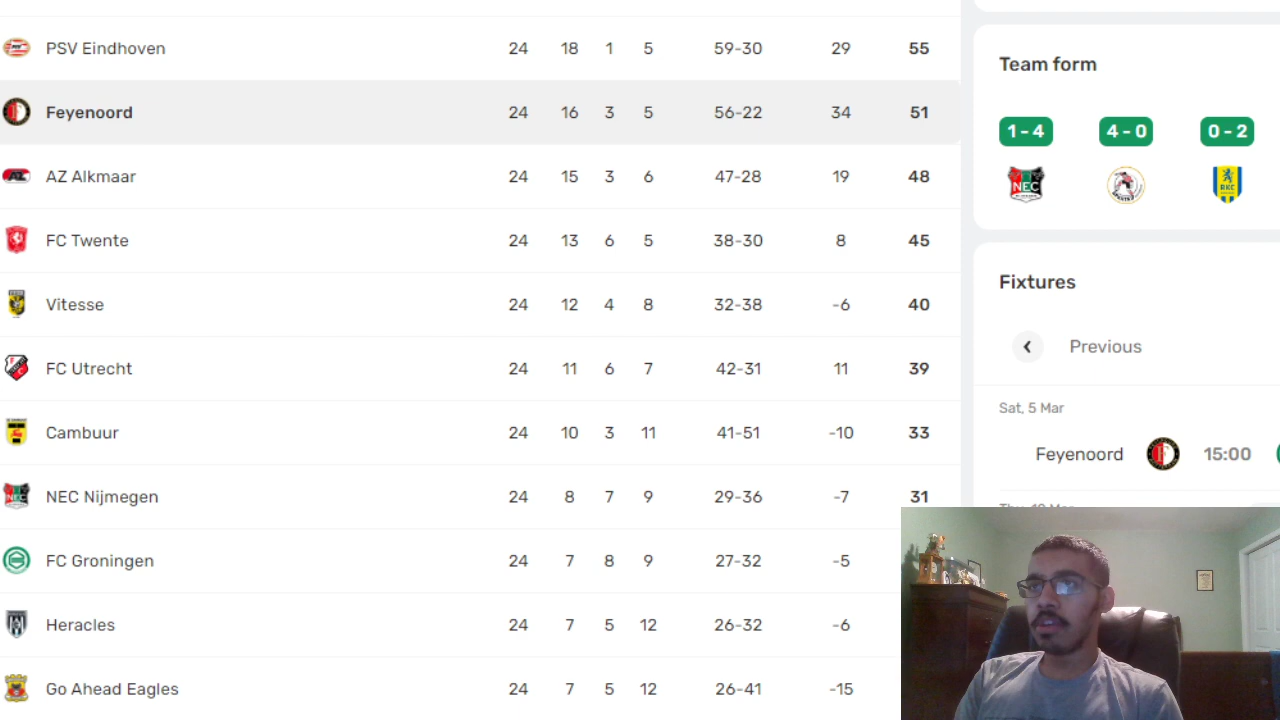 PSV Eindhoven 24 18 1 5 59-30 29 55
Feyenoord 24 16 3 5 56-22 34 51
AZ Alkmaar 24 15 3 6 47-28 19 48
FC Twente 24 13 6 5 38-30 8 45
Vitesse 24 12 4 8 32-38 -6 40
FC Utrecht 24 11 6 7 42-31 11 39
Cambuur 24 10 3 11 41-51 -10 33
NEC Nijmegen 24 8 7 9 29-36 -7 31
FC Groningen 24 7 8 9 27-32 -5
Heracles 24 7 5 12 26-32 -6
Go Ahead Eagles 24 7 5 12 26-41 -15
Team form
1 - 4 4 - 0 0 - 2
NEC RKC
Fixtures
Previous
Sat, 5 Mar
Feyenoord 15:00